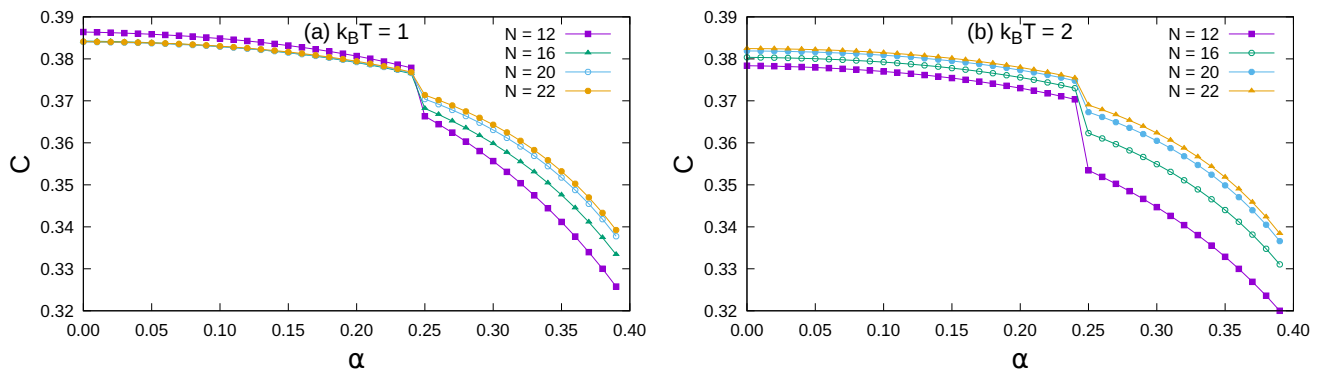 (a) k_BT = 1
N = 12
N = 16
N = 20
N = 22
C
0.39
0.38
0.37
0.36
0.35
0.34
0.33
0.32
0.00 0.05 0.10 0.15 0.20 0.25 0.30 0.35 0.40
α
(b) k_BT = 2
N = 12
N = 16
N = 20
N = 22
C
0.39
0.38
0.37
0.36
0.35
0.34
0.33
0.32
0.00 0.05 0.10 0.15 0.20 0.25 0.30 0.35 0.40
α